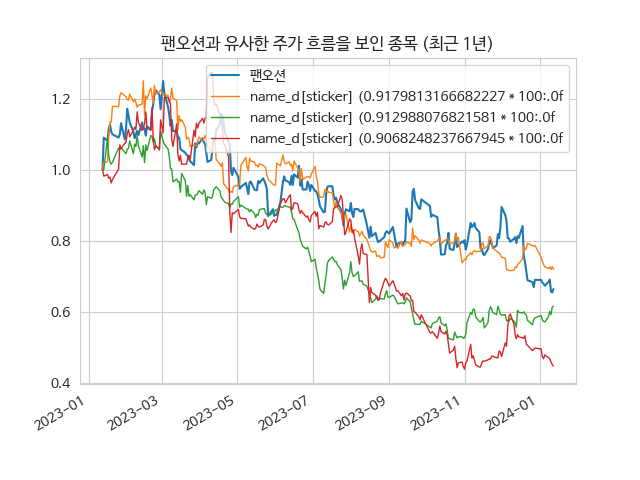 팬오션과 유사한 주가 흐름을 보인 종목 (최근 1년)
팬오션
name_d[sticker] (0.9179813166682227 * 100:.0f
name_d[sticker] (0.912988076821581 * 100:.0f
name_d[sticker] (0.9068248237667945 * 100:.0f
1.2
1.0
0.8
0.6
0.4
2023-01
2023-03
2023-05
2023-07
2023-09
2023-11
2024-01